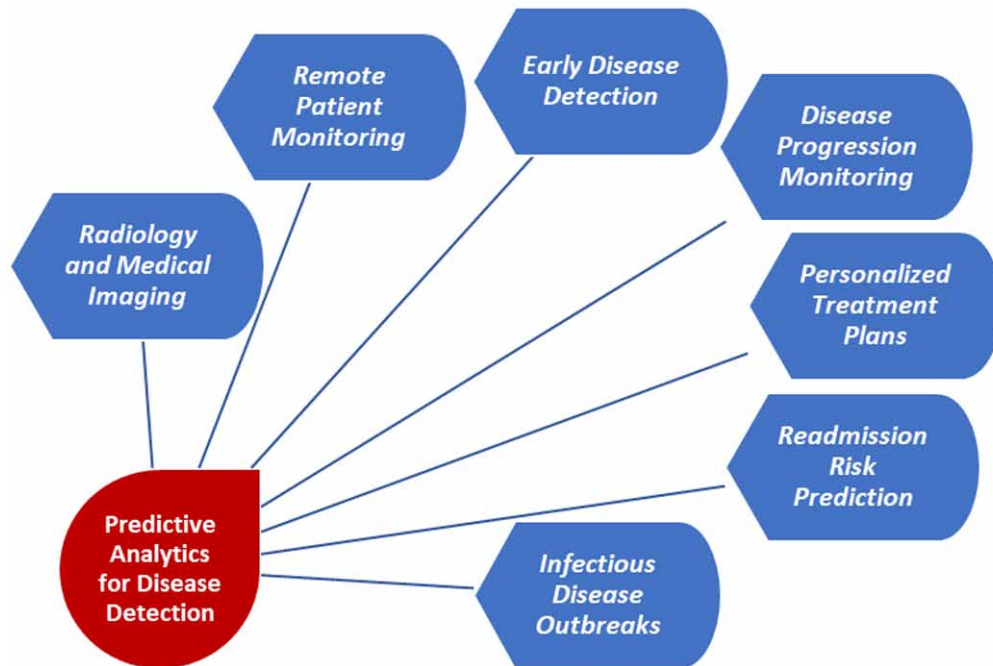 Remote
Patient
Monitoring
Early Disease
Detection
Disease
Progression
Monitoring
Radiology
and Medical
Imaging
Personalized
Treatment
Plans
Readmission
Risk
Prediction
Predictive
Analytics
for Disease
Detection
Infectious
Disease
Outbreaks